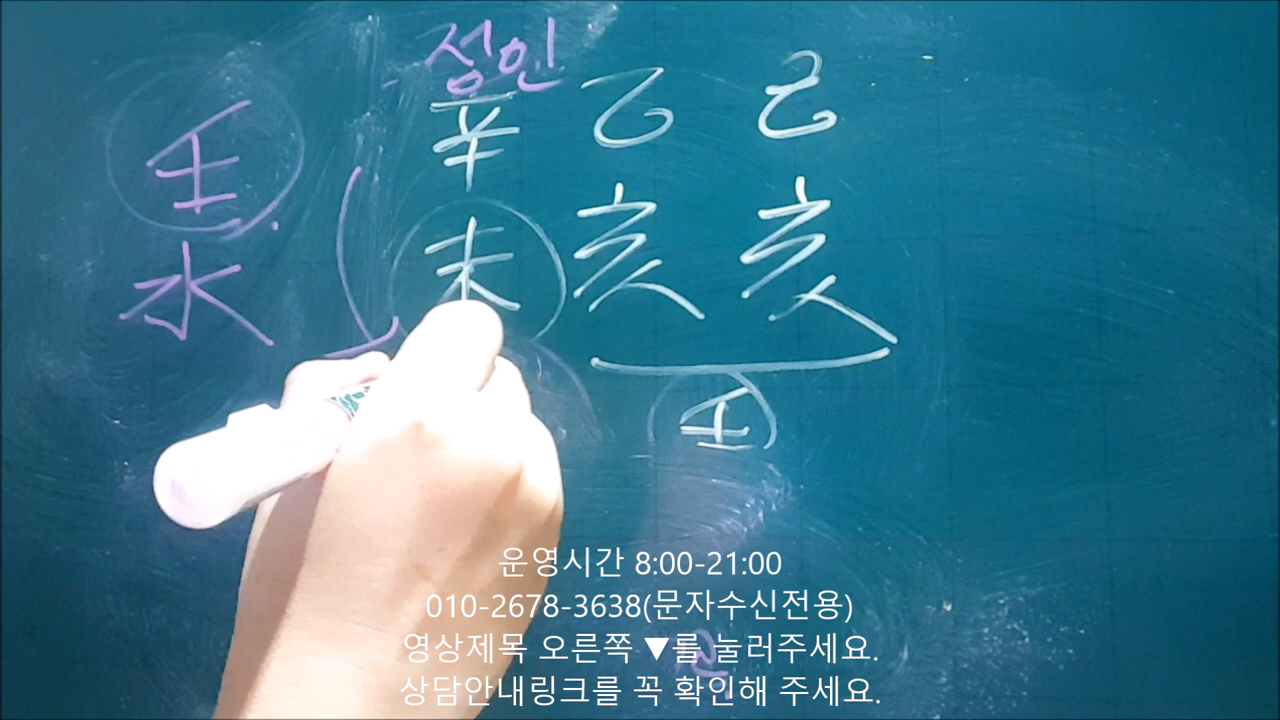 성인
辛 乙 己
壬 未 亥 亥
水
壬
운영시간 8:00-21:00
010-2678-3638(문자수신전용)
영상제목 오른쪽 ▼를 눌러주세요.
상담안내링크를 꼭 확인해 주세요.